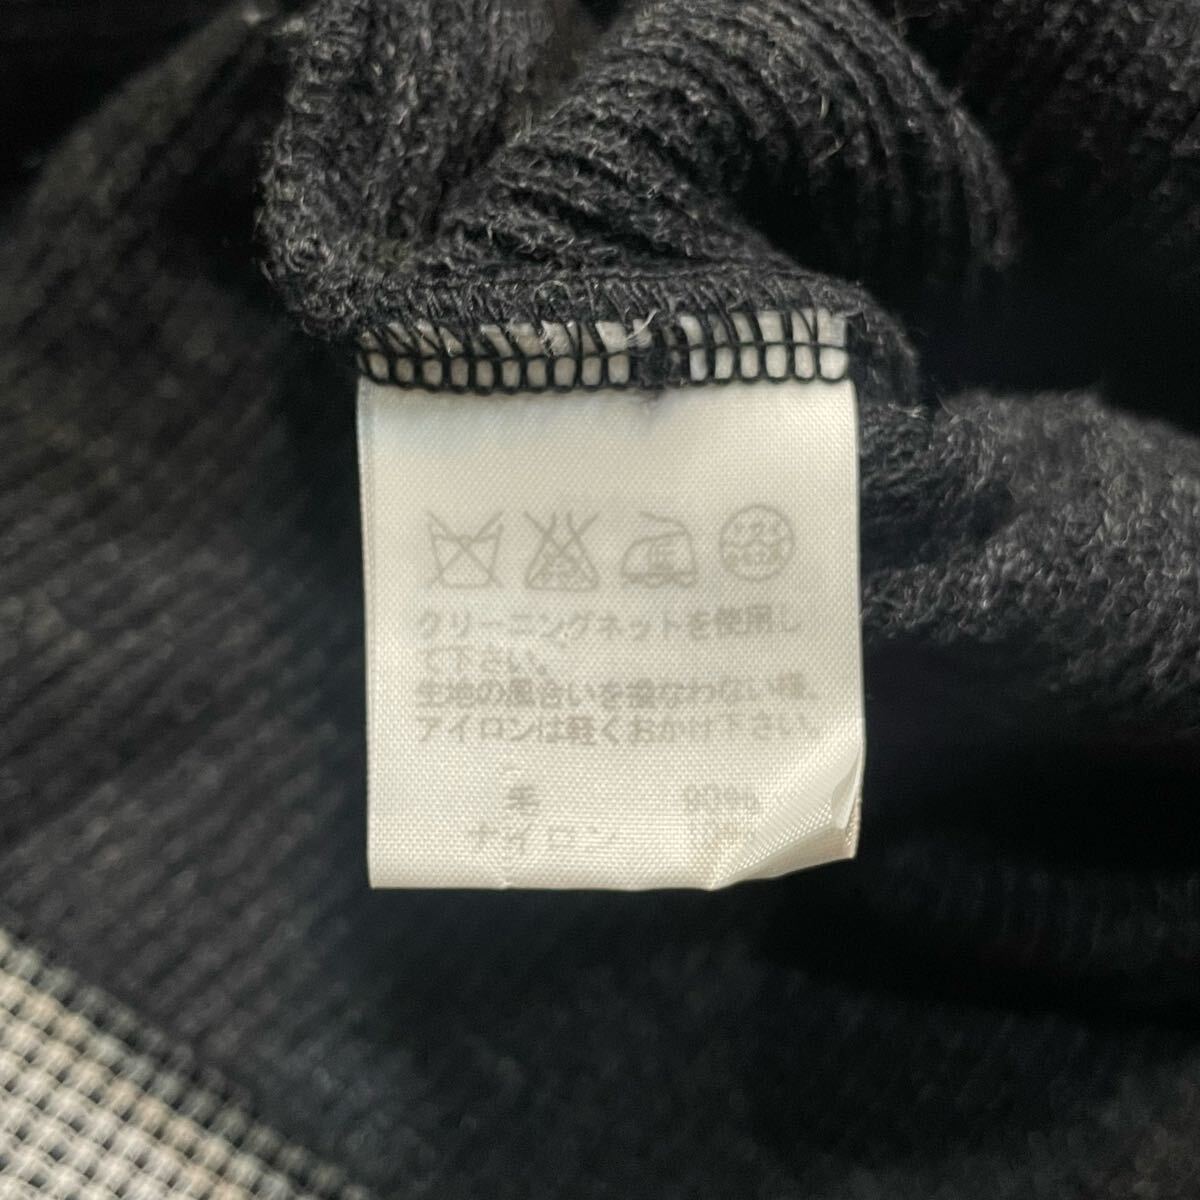 クリーニングネットを使用し
て下さい。
生地の風合いを損なわない様、
アイロンは軽くおかけ下さい。
毛 90%
ナイロン